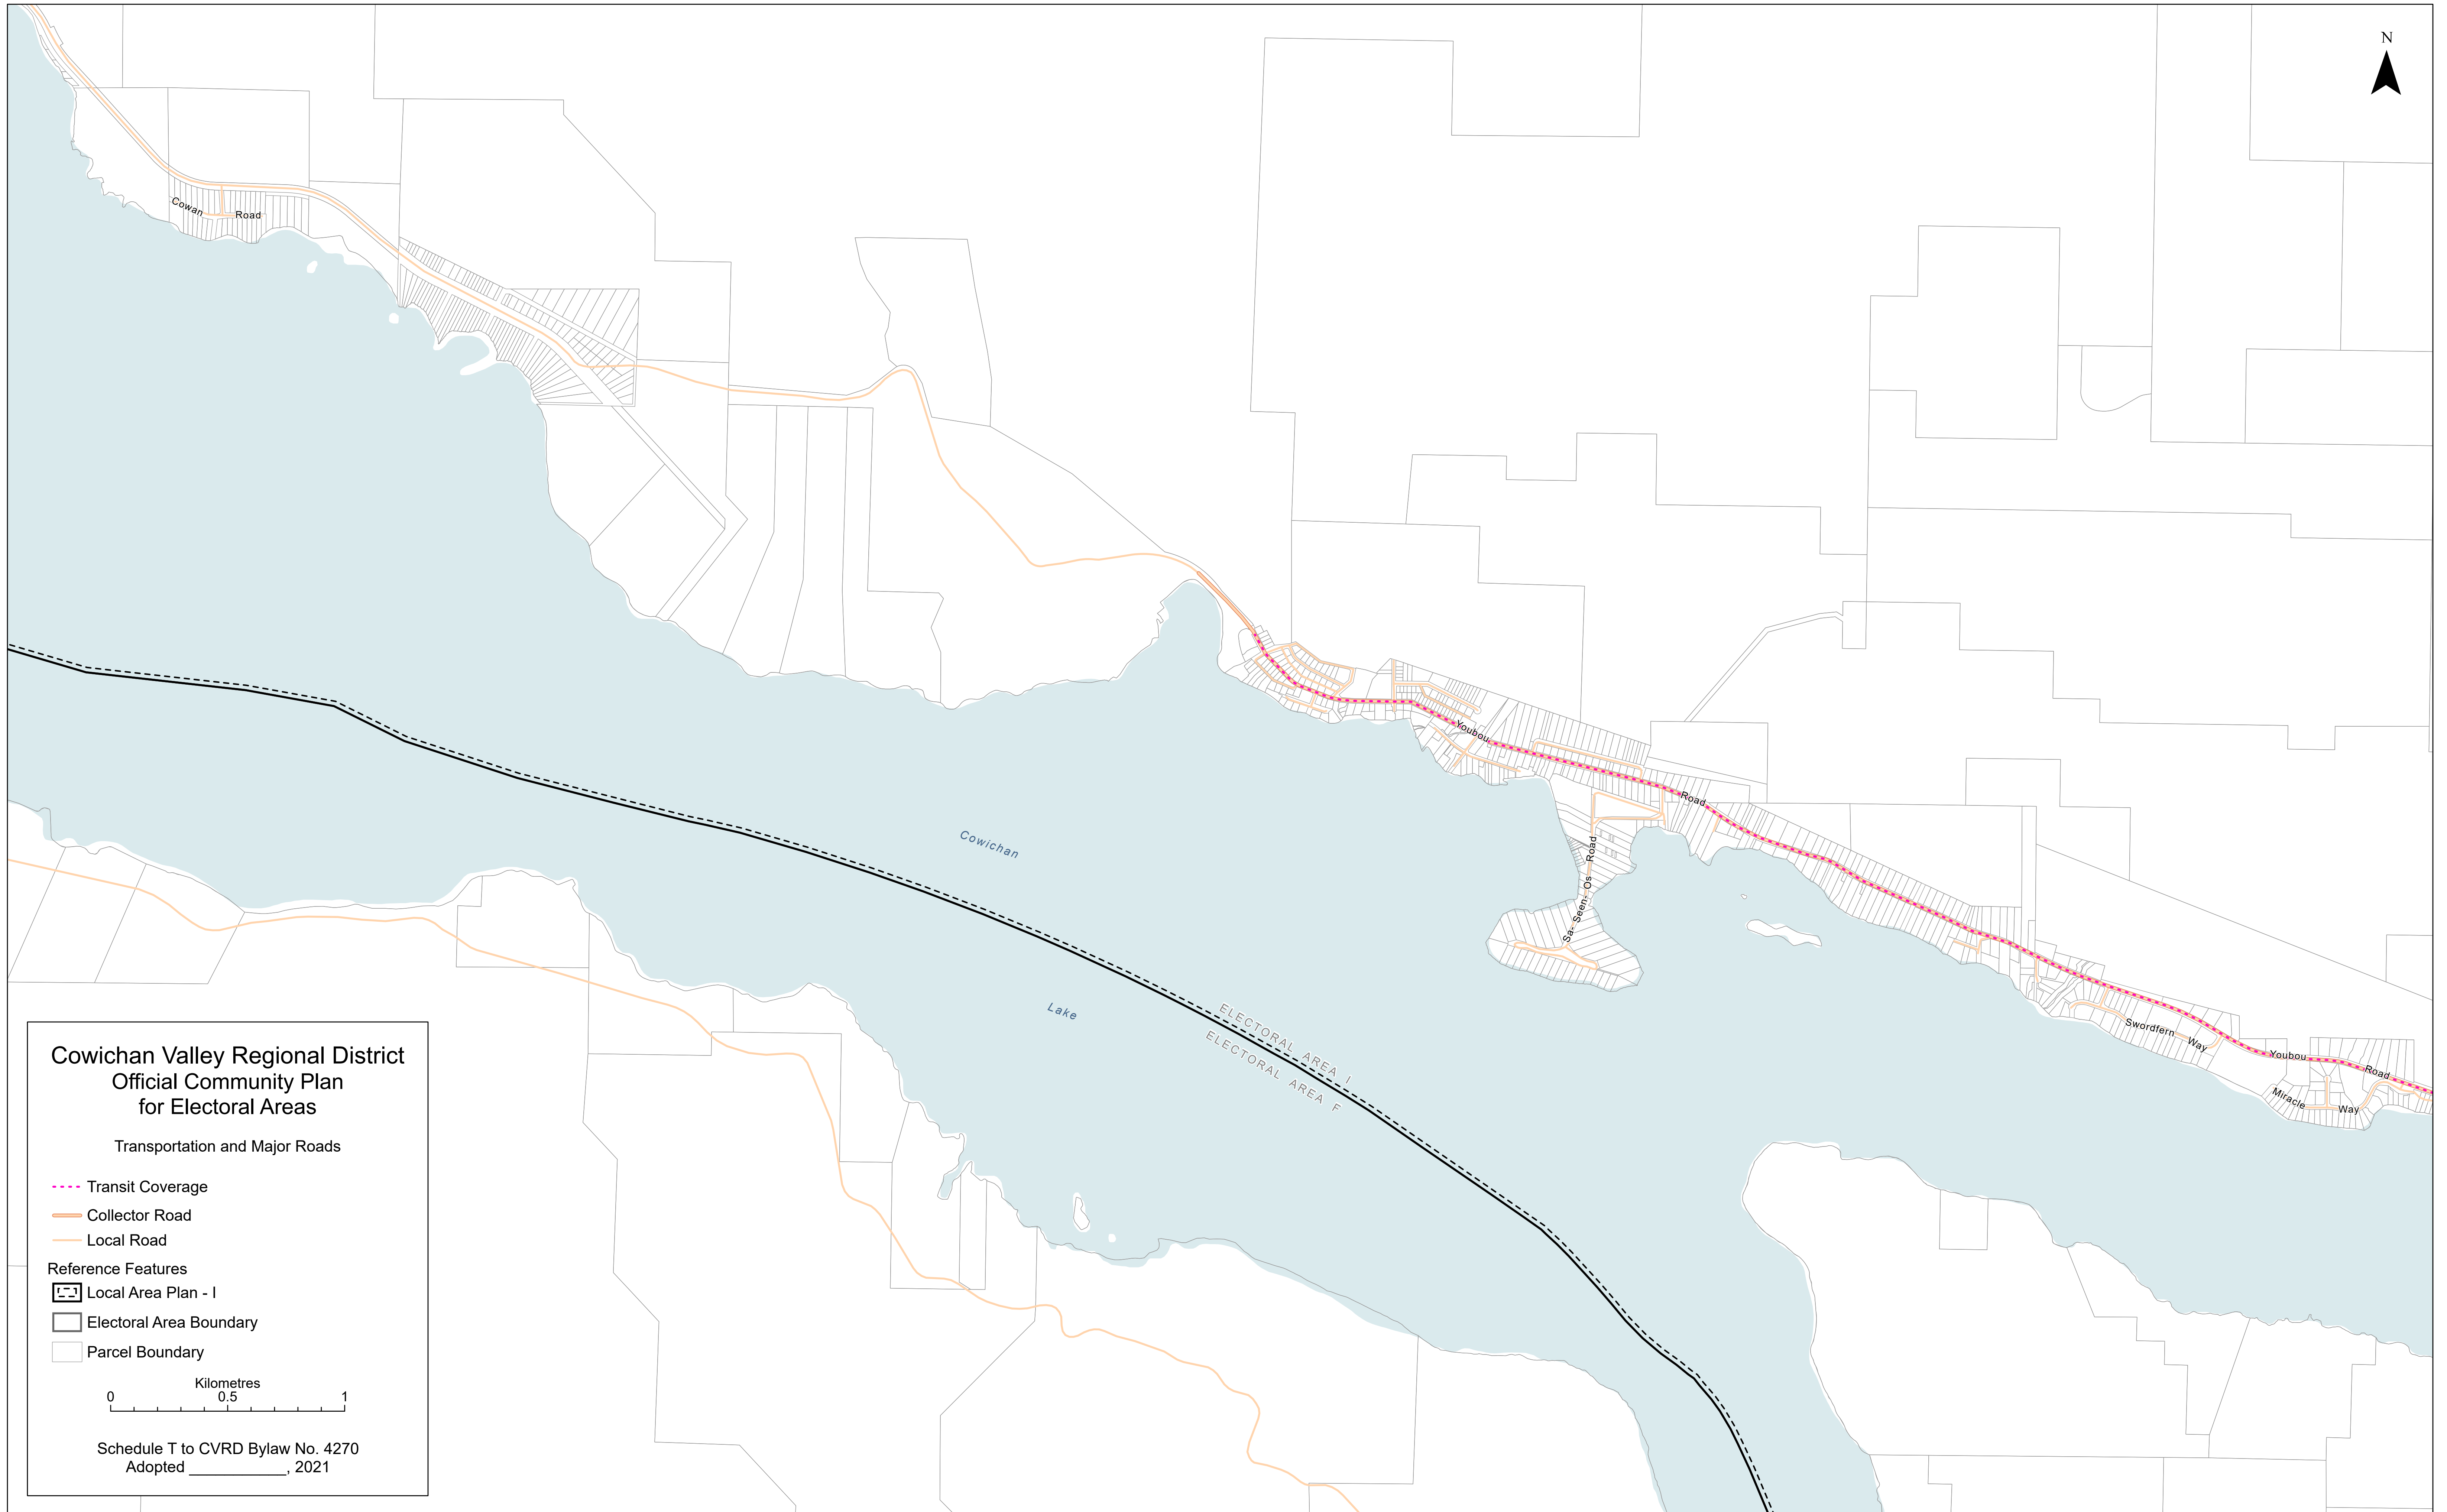 N
Cowan Road
Youbou
Road
Sa- Seen- Os Road
Cowichan
Lake
ELECTORAL AREA I
ELECTORAL AREA F
Swordfern Way
Youbou Road
Miracle Way
Cowichan Valley Regional District
Official Community Plan
for Electoral Areas
Transportation and Major Roads
Transit Coverage
Collector Road
Local Road
Reference Features
Local Area Plan - I
Electoral Area Boundary
Parcel Boundary
Kilometres
0 0.5 1
Schedule T to CVRD Bylaw No. 4270
Adopted ____________, 2021